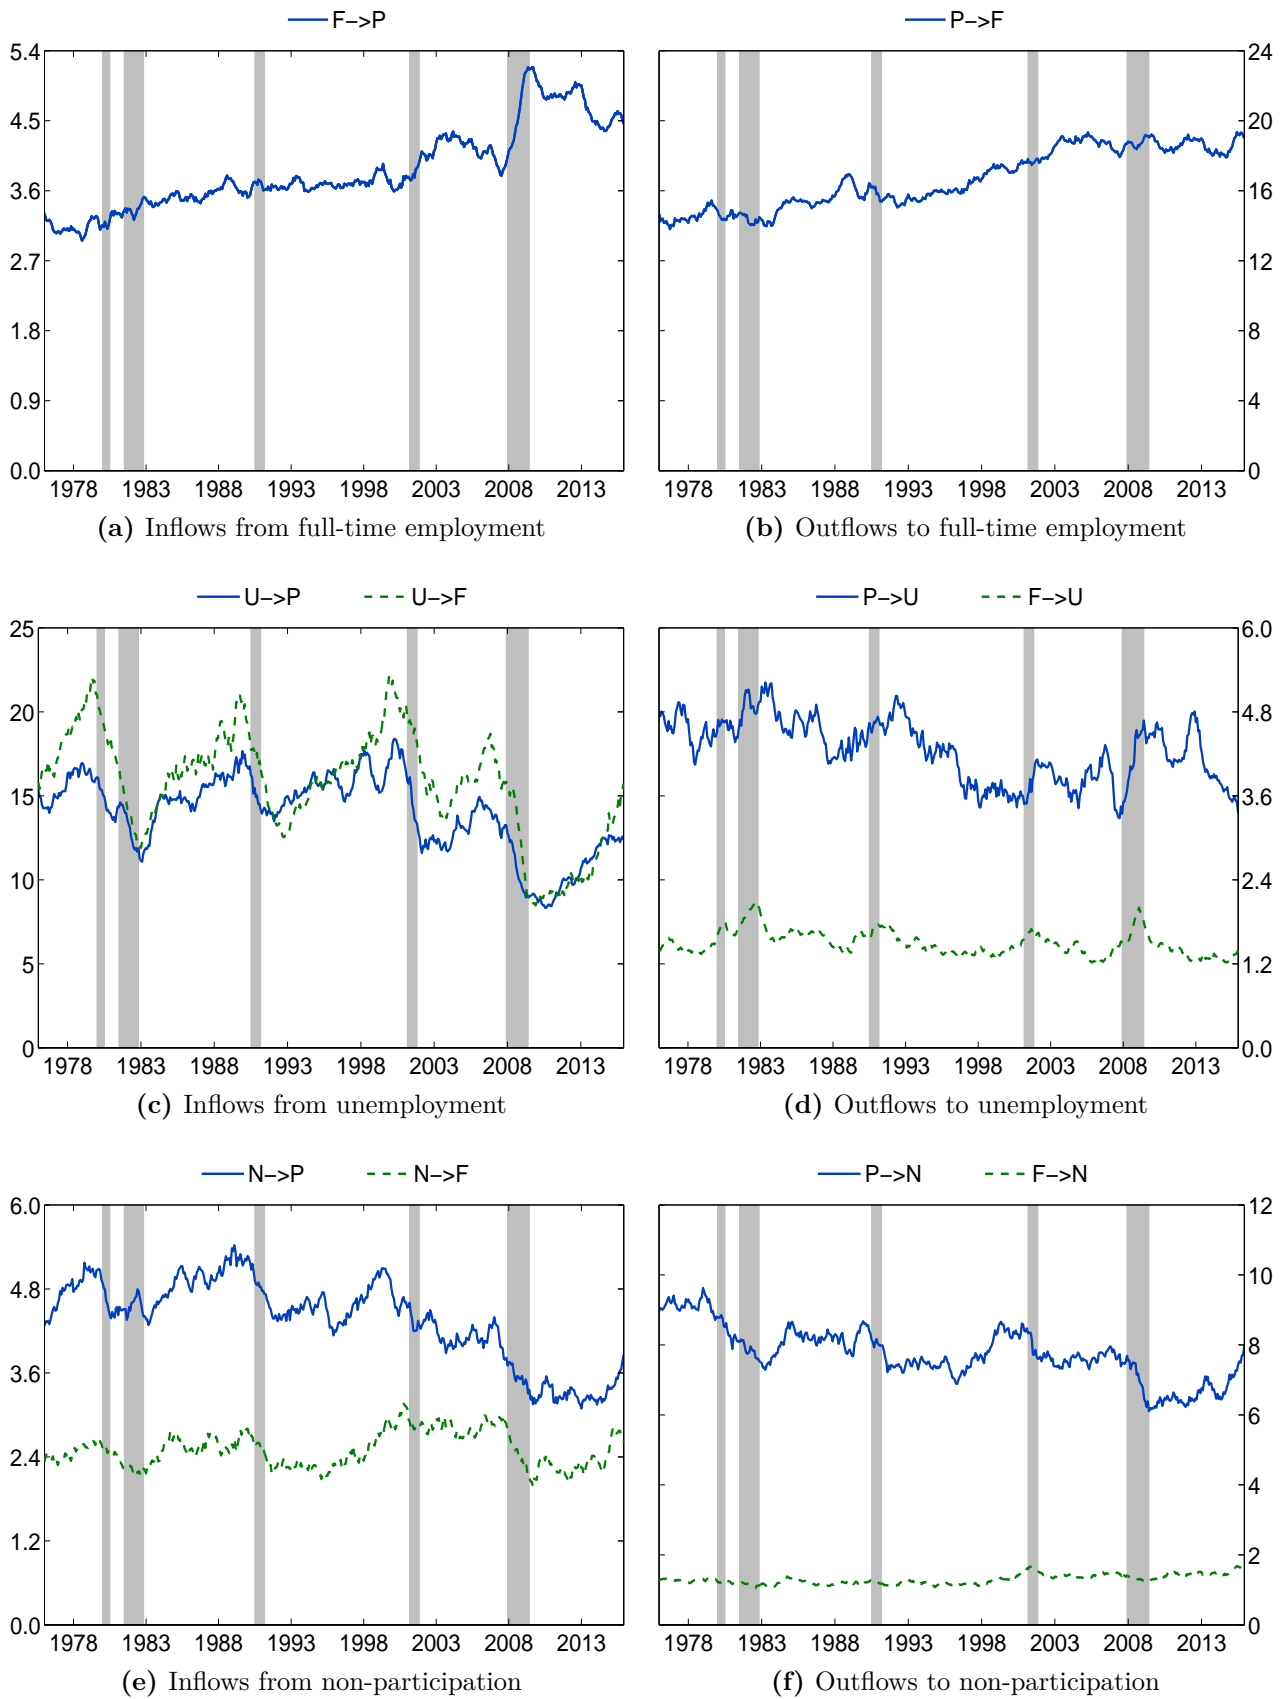 F−>P
5.4
4.5
3.6
2.7
1.8
0.9
0.0
1978 1983 1988 1993 1998 2003 2008 2013
(a) Inflows from full-time employment
P−>F
24
20
16
12
8
4
0
1978 1983 1988 1993 1998 2003 2008 2013
(b) Outflows to full-time employment
U−>P U−>F
25
20
15
10
5
0
1978 1983 1988 1993 1998 2003 2008 2013
(c) Inflows from unemployment
P−>U F−>U
6.0
4.8
3.6
2.4
1.2
0.0
1978 1983 1988 1993 1998 2003 2008 2013
(d) Outflows to unemployment
N−>P N−>F
6.0
4.8
3.6
2.4
1.2
0.0
1978 1983 1988 1993 1998 2003 2008 2013
(e) Inflows from non-participation
P−>N F−>N
12
10
8
6
4
2
0
1978 1983 1988 1993 1998 2003 2008 2013
(f) Outflows to non-participation